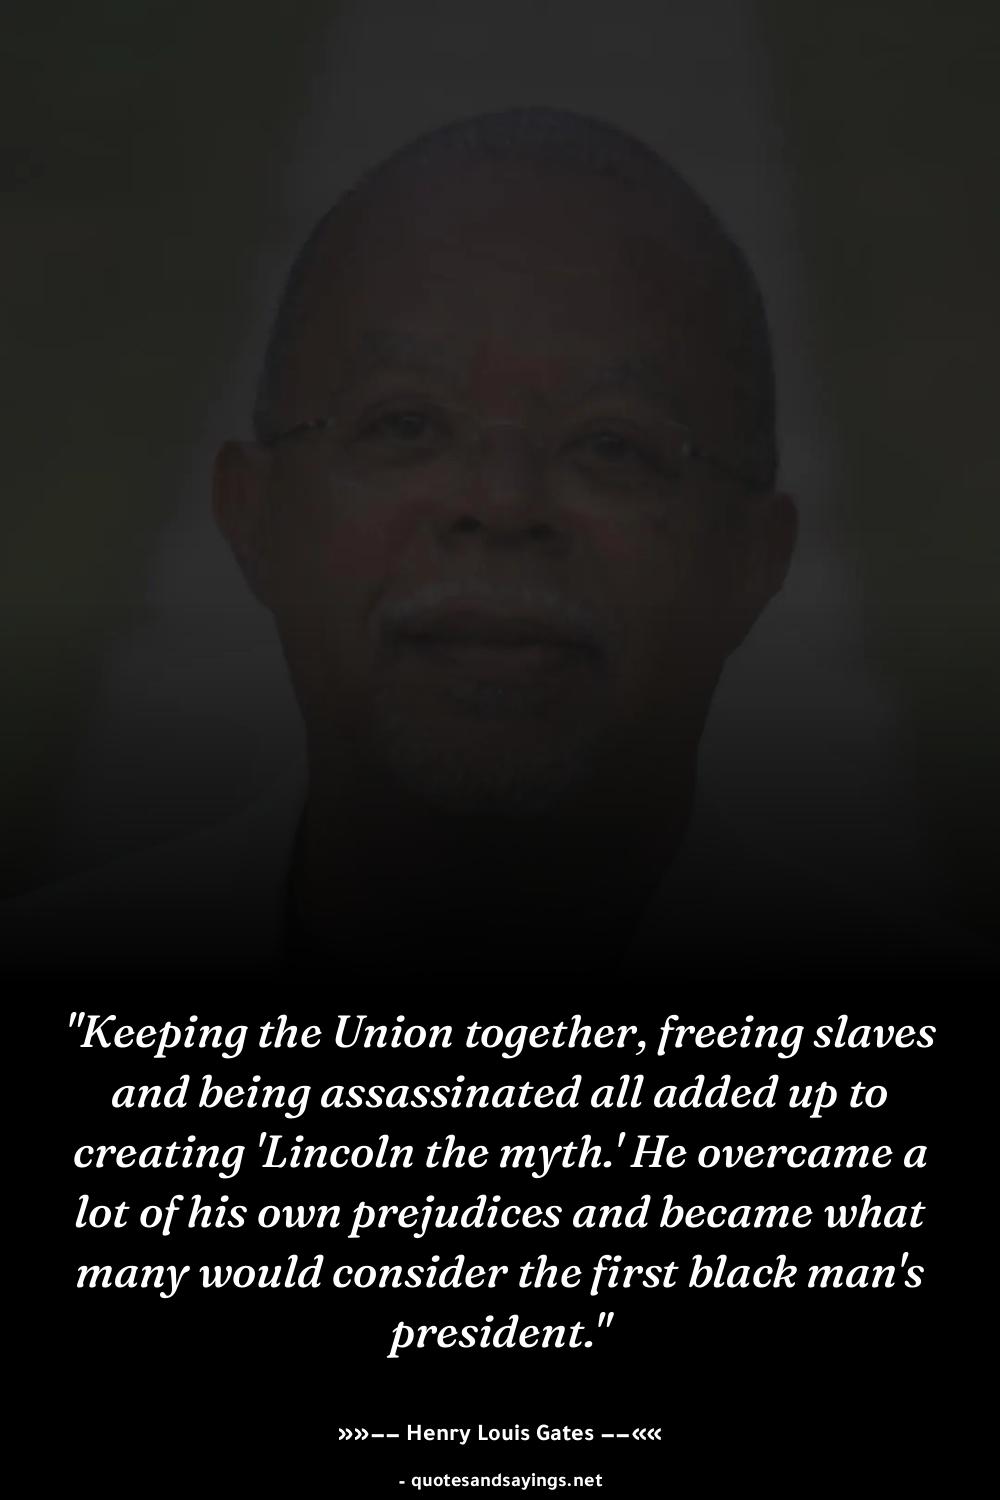 "Keeping the Union together, freeing slaves
and being assassinated all added up to
creating 'Lincoln the myth.' He overcame a
lot of his own prejudices and became what
many would consider the first black man's
president."
»»−− Henry Louis Gates −−««
- quotesandsayings.net